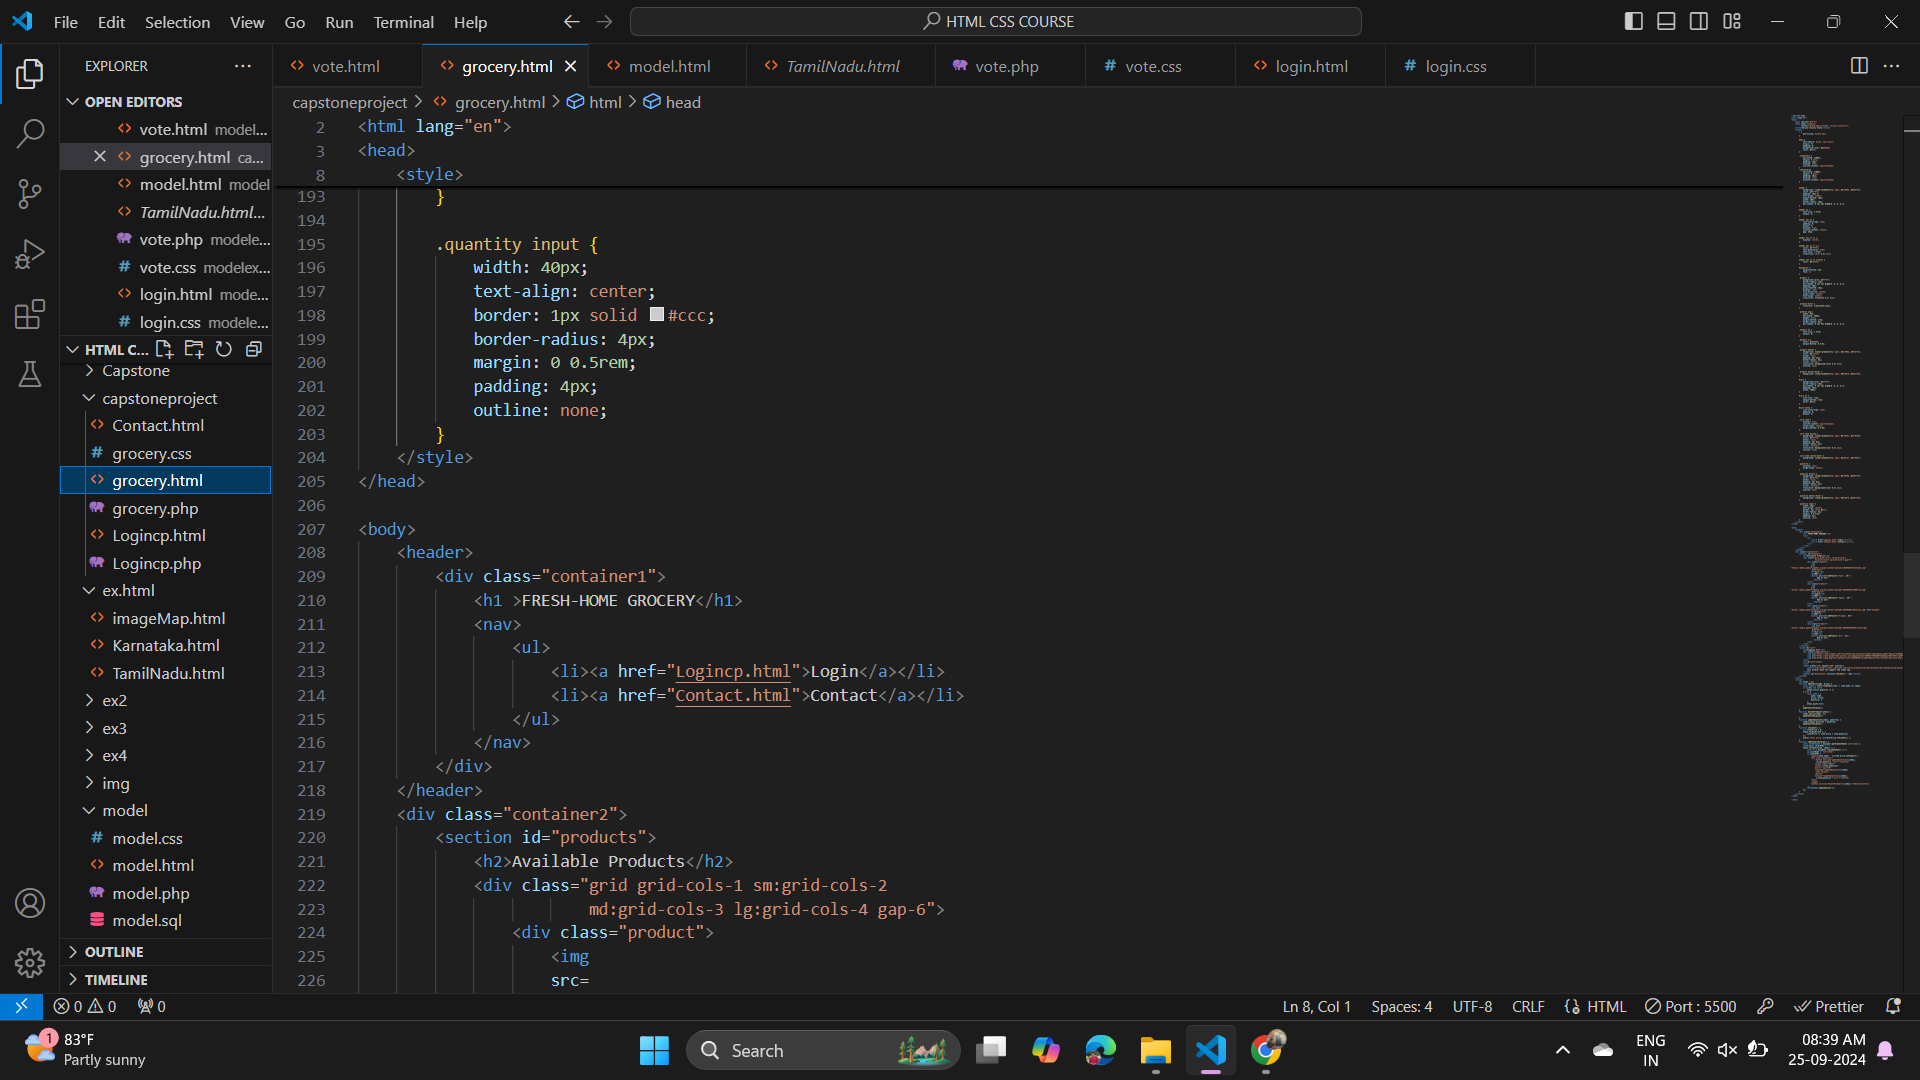 File Edit Selection View Go Run Terminal Help
HTML CSS COURSE
EXPLORER
vote.html
grocery.html
model.html
TamilNadu.html
vote.php
# vote.css
login.html
# login.css
OPEN EDITORS
vote.html model...
grocery.html ca...
model.html model
TamilNadu.html...
vote.php modele...
# vote.css modelex...
login.html mode...
# login.css modele...
HTML C...
Capstone
capstoneproject
Contact.html
# grocery.css
grocery.html
grocery.php
Logincp.html
Logincp.php
ex.html
imageMap.html
Karnataka.html
TamilNadu.html
ex2
ex3
ex4
img
model
# model.css
model.html
model.php
model.sql
OUTLINE
TIMELINE
capstoneproject > grocery.html > html > head
2 <html lang="en">
3 <head>
8 <style>
193 }
194
195 .quantity input {
196 width: 40px;
197 text-align: center;
198 border: 1px solid #ccc;
199 border-radius: 4px;
200 margin: 0 0.5rem;
201 padding: 4px;
202 outline: none;
203 }
204 </style>
205 </head>
206
207 <body>
208 <header>
209 <div class="container1">
210 <h1 >FRESH-HOME GROCERY</h1>
211 <nav>
212 <ul>
213 <li><a href="Logincp.html">Login</a></li>
214 <li><a href="Contact.html">Contact</a></li>
215 </ul>
216 </nav>
217 </div>
218 </header>
219 <div class="container2">
220 <section id="products">
221 <h2>Available Products</h2>
222 <div class="grid grid-cols-1 sm:grid-cols-2
223 md:grid-cols-3 lg:grid-cols-4 gap-6">
224 <div class="product">
225 <img
226 src=
0 0 0
Ln 8, Col 1 Spaces: 4 UTF-8 CRLF {} HTML Port : 5500 Prettier
1
83°F
Partly sunny
Search
ENG
IN
08:39 AM
25-09-2024